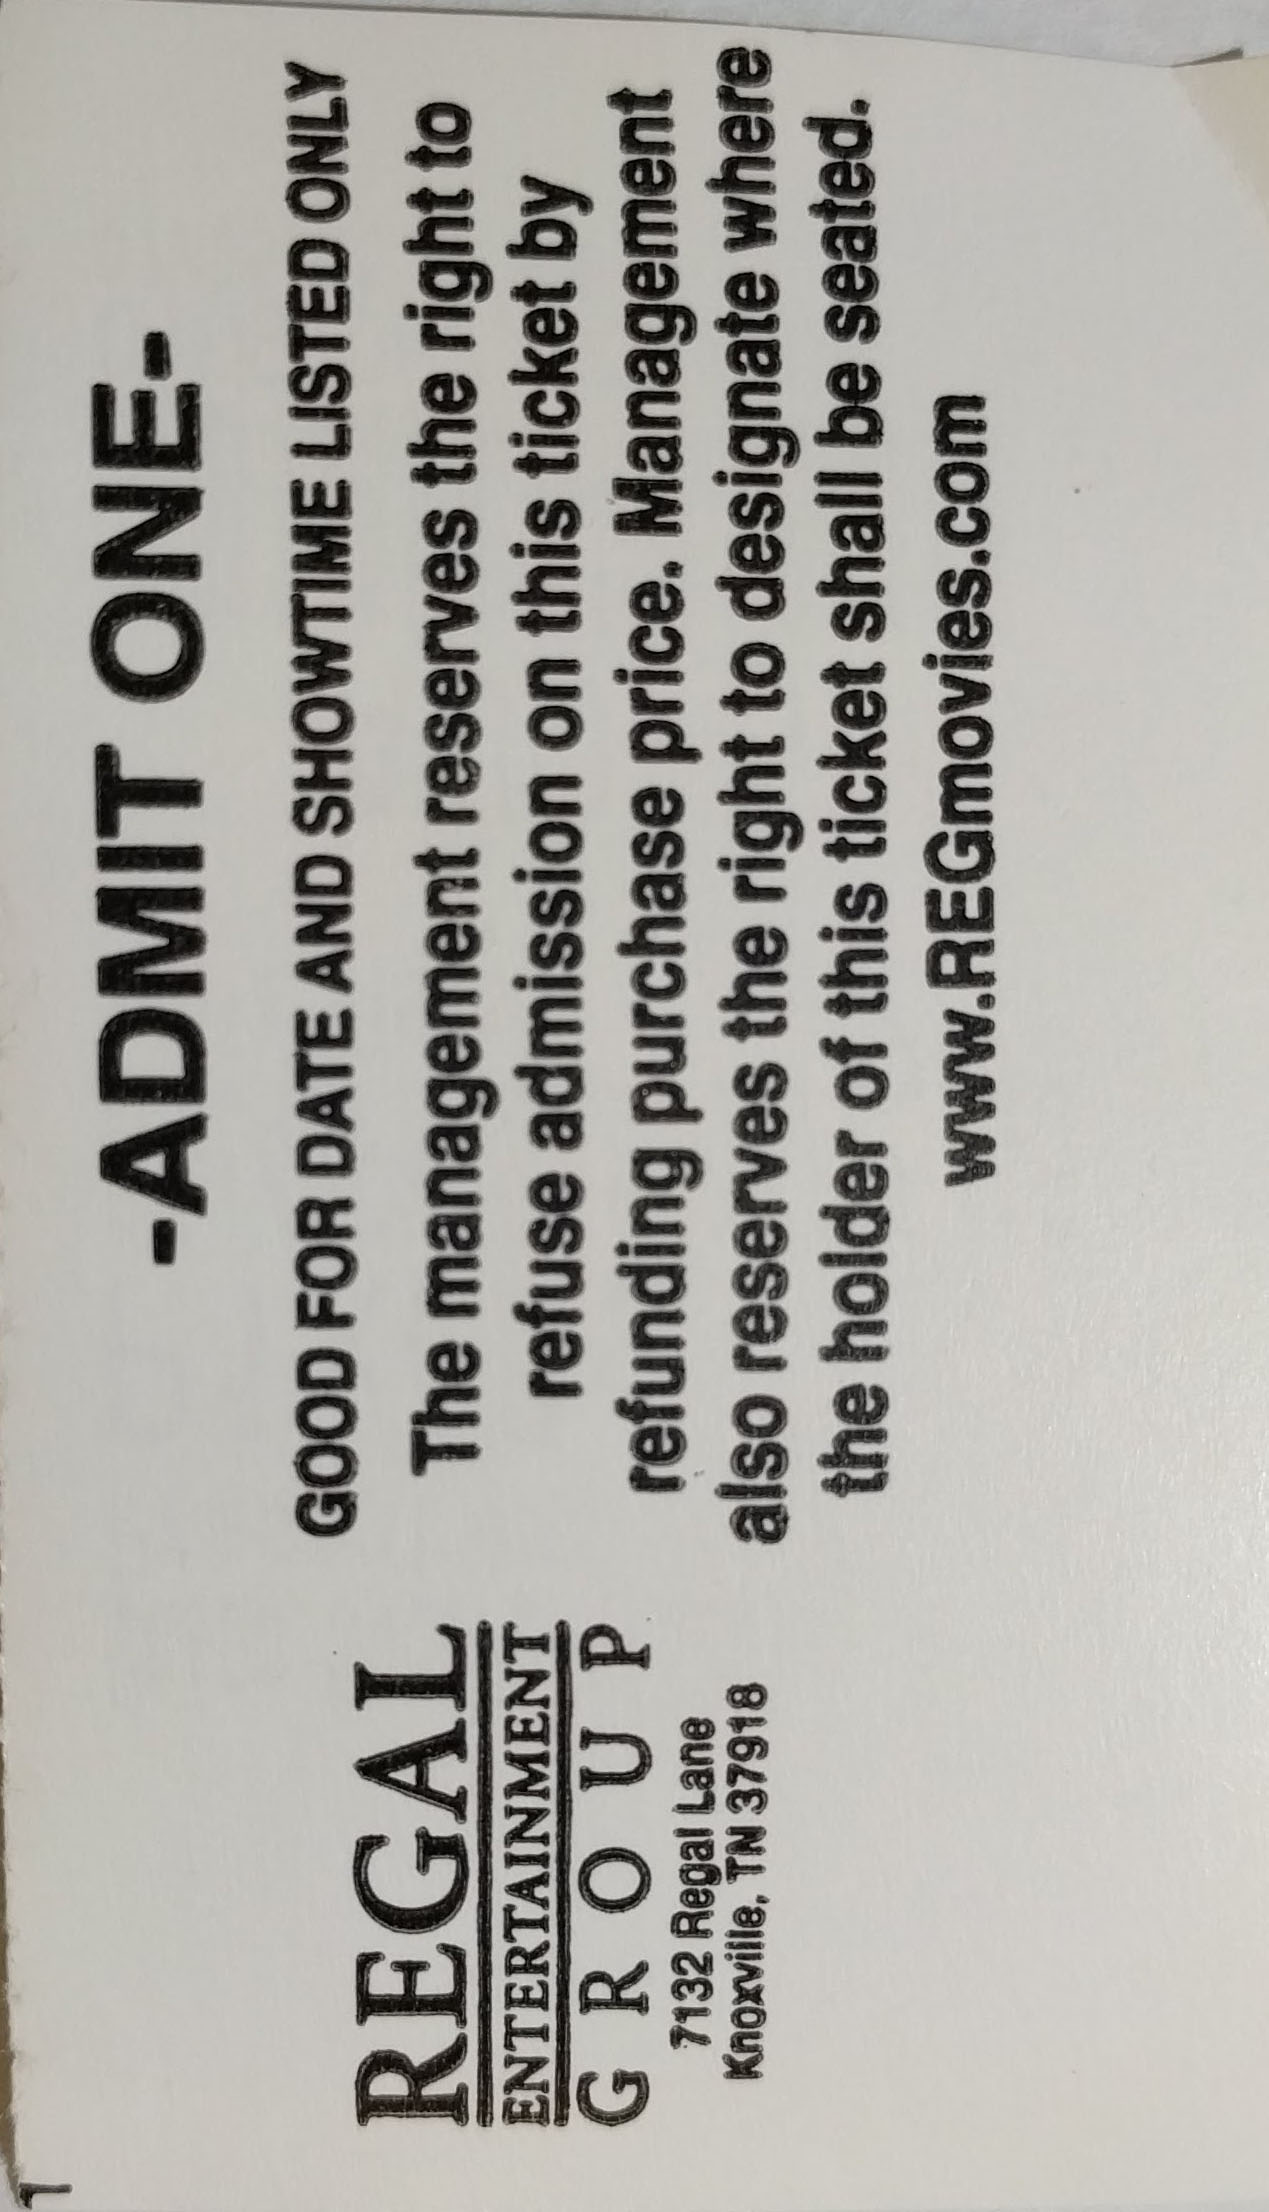 -ADMIT ONE-
GOOD FOR DATE AND SHOWTIME LISTED ONLY
The management reserves the right to
refuse admission on this ticket by
refunding purchase price. Management
also reserves the right to designate where
the holder of this ticket shall be seated.
www.REGmovies.com
REGAL
ENTERTAINMENT
GROUP
7132 Regal Lane
Knoxville, TN 37918